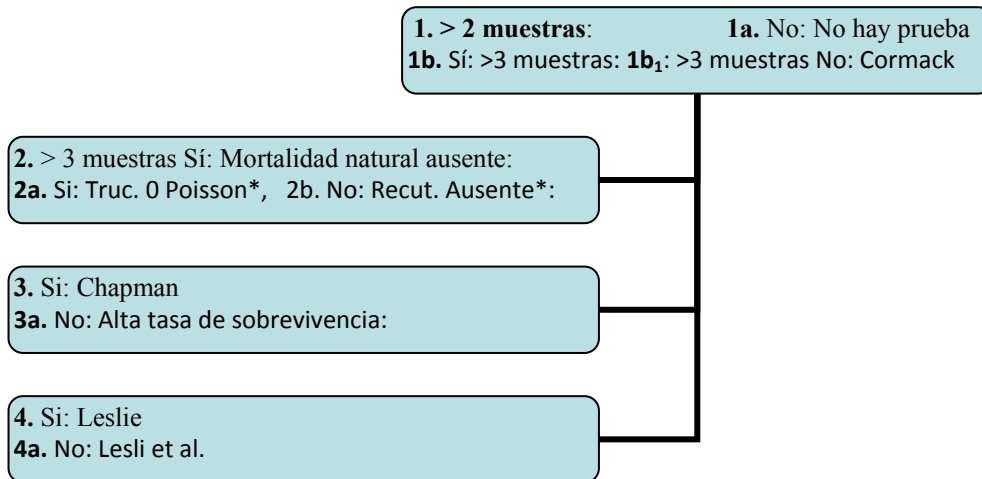 1. > 2 muestras: 1a. No: No hay prueba
1b. Sí: >3 muestras: 1b₁: >3 muestras No: Cormack
2. > 3 muestras Sí: Mortalidad natural ausente:
2a. Si: Truc. 0 Poisson*, 2b. No: Recut. Ausente*:
3. Si: Chapman
3a. No: Alta tasa de sobrevivencia:
4. Si: Leslie
4a. No: Lesli et al.